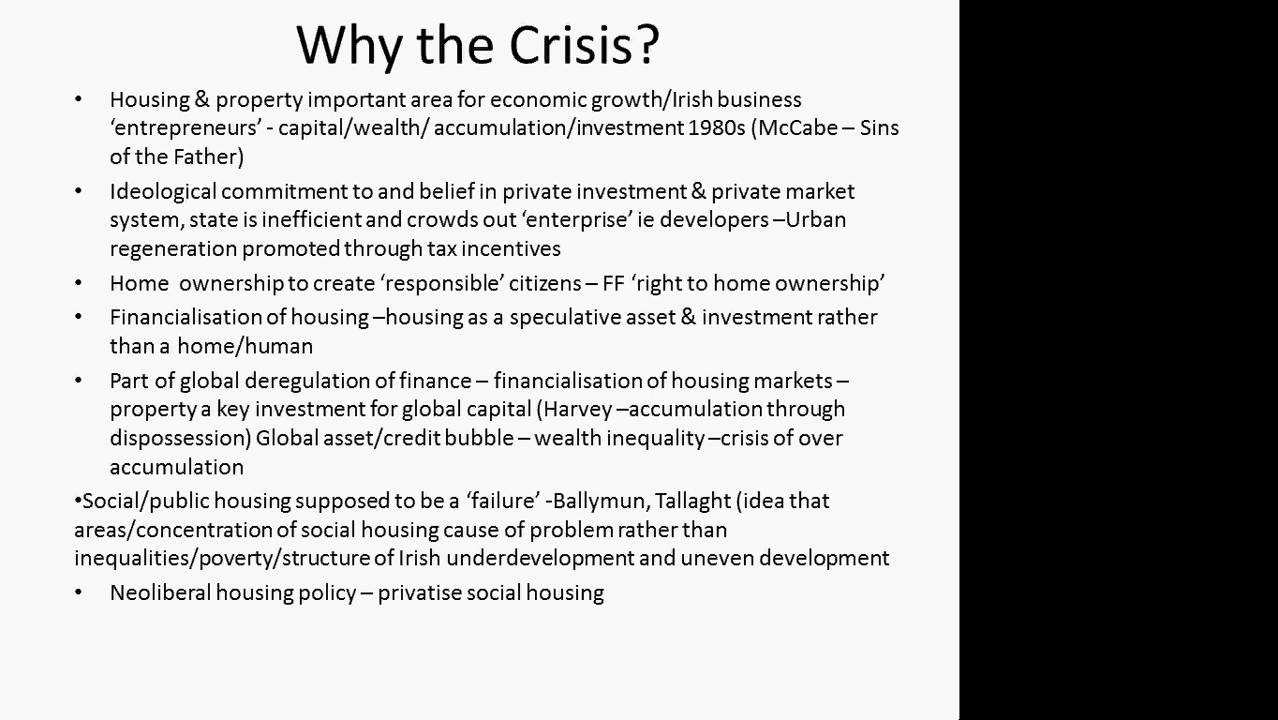 Why the Crisis?
• Housing & property important area for economic growth/Irish business
‘entrepreneurs’ - capital/wealth/ accumulation/investment 1980s (McCabe – Sins
of the Father)
• Ideological commitment to and belief in private investment & private market
system, state is inefficient and crowds out ‘enterprise’ ie developers –Urban
regeneration promoted through tax incentives
• Home  ownership to create ‘responsible’ citizens – FF ‘right to home ownership’
• Financialisation of housing –housing as a speculative asset & investment rather
than a home/human
• Part of global deregulation of finance – financialisation of housing markets –
property a key investment for global capital (Harvey –accumulation through
dispossession) Global asset/credit bubble – wealth inequality –crisis of over
accumulation
•Social/public housing supposed to be a ‘failure’ -Ballymun, Tallaght (idea that
areas/concentration of social housing cause of problem rather than
inequalities/poverty/structure of Irish underdevelopment and uneven development
• Neoliberal housing policy – privatise social housing